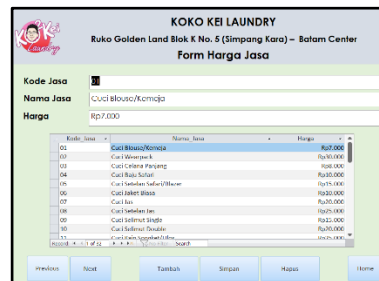 KOKO KEI LAUNDRY
Ruko Golden Land Blok K No. 5 (Simpang Kara) – Batam Center
Form Harga Jasa
Kode Jasa 01
Nama Jasa Cuci Blouse/Kemeja
Harga Rp7.000
Kode_Jasa Nama_Jasa Harga
01 Cuci Blouse/Kemeja Rp7.000
02 Cuci Wearpack Rp30.000
03 Cuci Celana Panjang Rp8.000
04 Cuci Baju Safari Rp10.000
05 Cuci Setelan Safari/Blazer Rp15.000
06 Cuci Jaket Biasa Rp10.000
07 Cuci Jas Rp20.000
08 Cuci Setelan Jas Rp25.000
09 Cuci Selimut Single Rp15.000
10 Cuci Selimut Double Rp20.000
Record: 1 of 32 Search
Previous Next Tambah Simpan Hapus Home